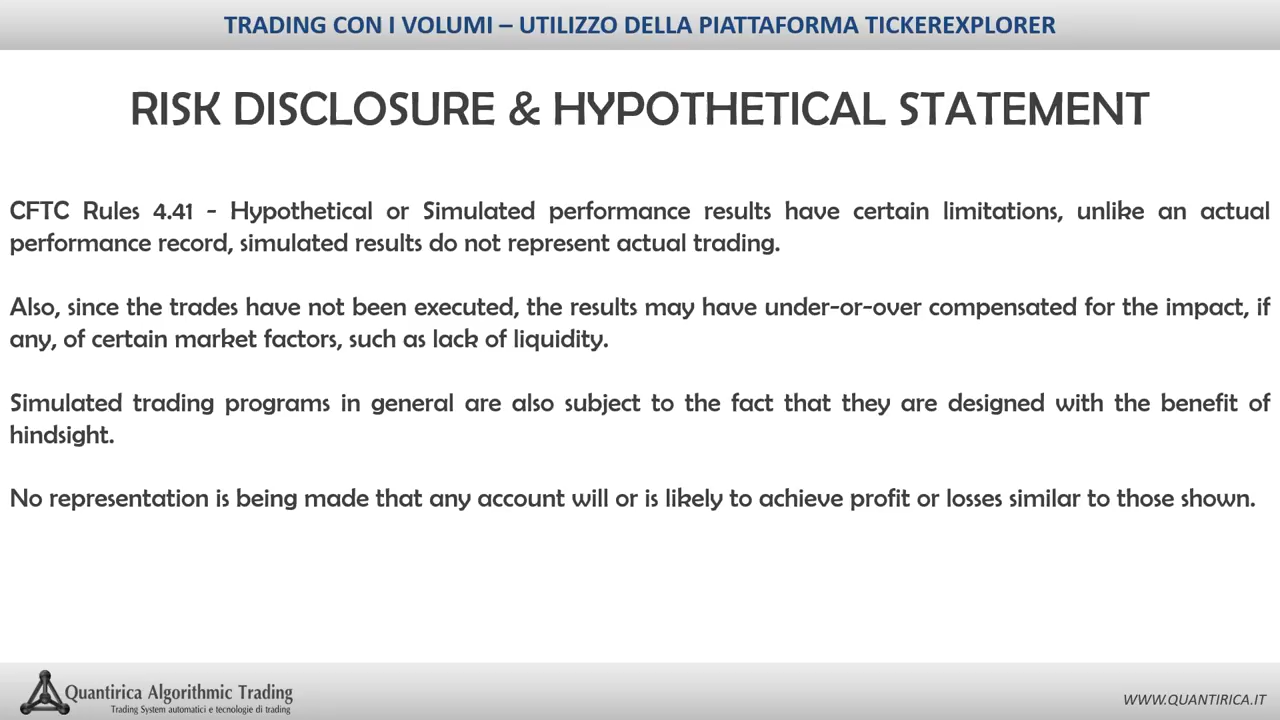 TRADING CON I VOLUMI – UTILIZZO DELLA PIATTAFORMA TICKEREXPLORER
RISK DISCLOSURE & HYPOTHETICAL STATEMENT
CFTC Rules 4.41 - Hypothetical or Simulated performance results have certain limitations, unlike an actual
performance record, simulated results do not represent actual trading.
Also, since the trades have not been executed, the results may have under-or-over compensated for the impact, if
any, of certain market factors, such as lack of liquidity.
Simulated trading programs in general are also subject to the fact that they are designed with the benefit of
hindsight.
No representation is being made that any account will or is likely to achieve profit or losses similar to those shown.
Quantirica Algorithmic Trading
Trading System automatici e tecnologie di trading
WWW.QUANTIRICA.IT